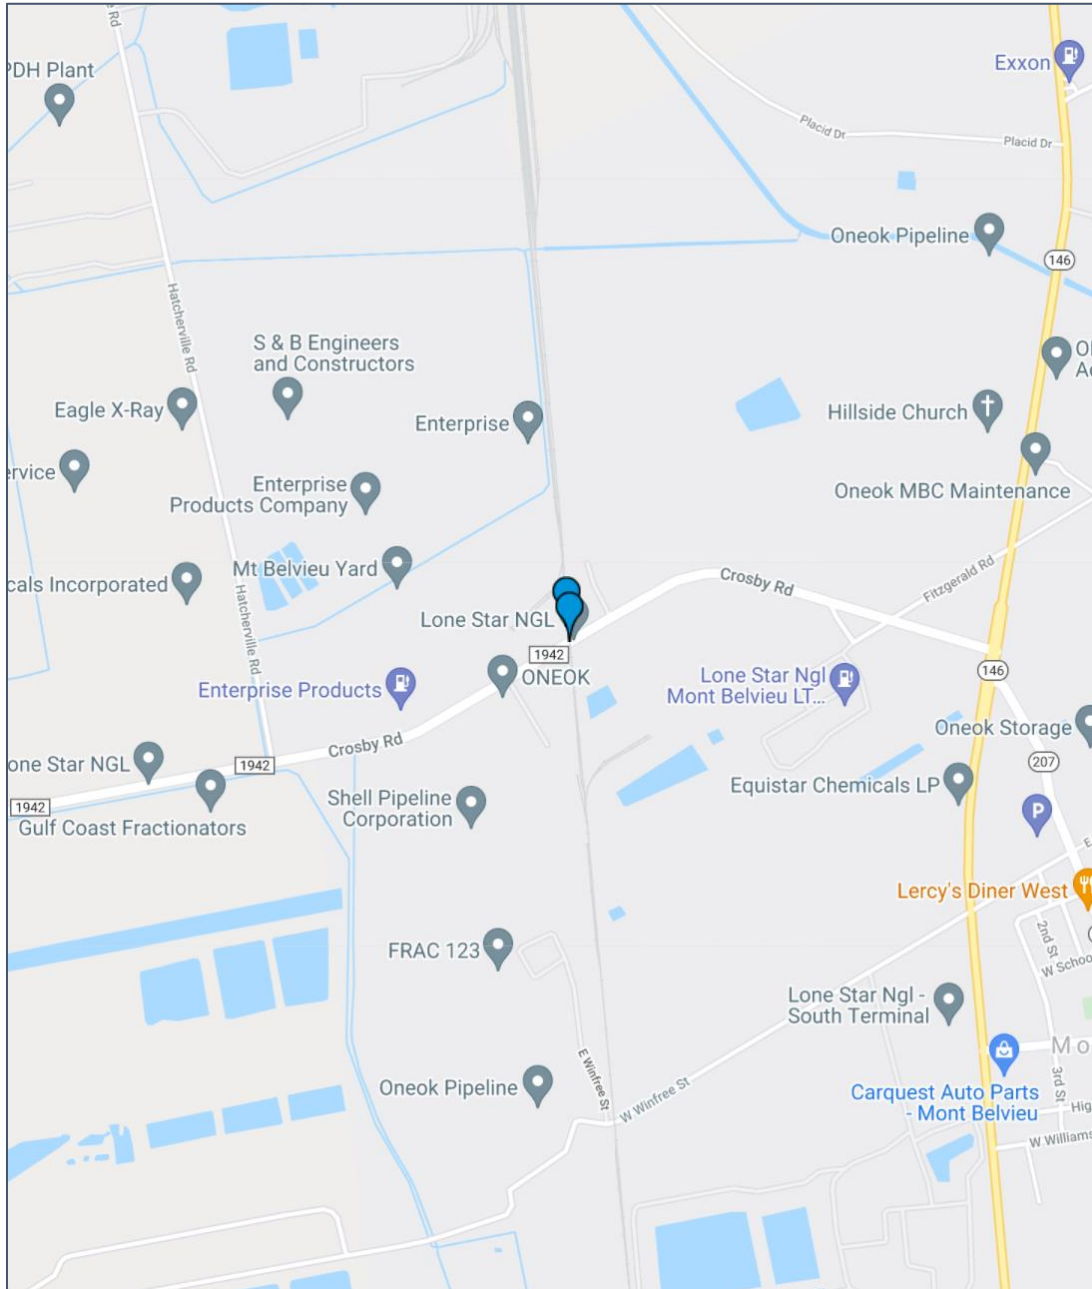 Rd
PDH Plant
Exxon
Placid Dr
Placid Dr
Oneok Pipeline
146
Hatcherville Rd
S & B Engineers
and Constructors
Eagle X-Ray
Enterprise
Hillside Church
Enterprise
Products Company
Oneok MBC Maintenance
Mt Belvieu Yard
Crosby Rd
Fitzgerald Rd
cals Incorporated
Hatcherville Rd
Lone Star NGL
1942
ONEOK
146
Lone Star Ngl
Mont Belvieu LT...
Enterprise Products
Oneok Storage
Crosby Rd
207
one Star NGL
1942
1942
Equistar Chemicals LP
Shell Pipeline
Corporation
Gulf Coast Fractionators
P
Lercy's Diner West
2nd St
FRAC 123
W Schoo
Lone Star Ngl -
South Terminal
Mo
E Winfree St
Oneok Pipeline
W Winfree St
3rd St
Carquest Auto Parts
- Mont Belvieu
Hig
W Williams